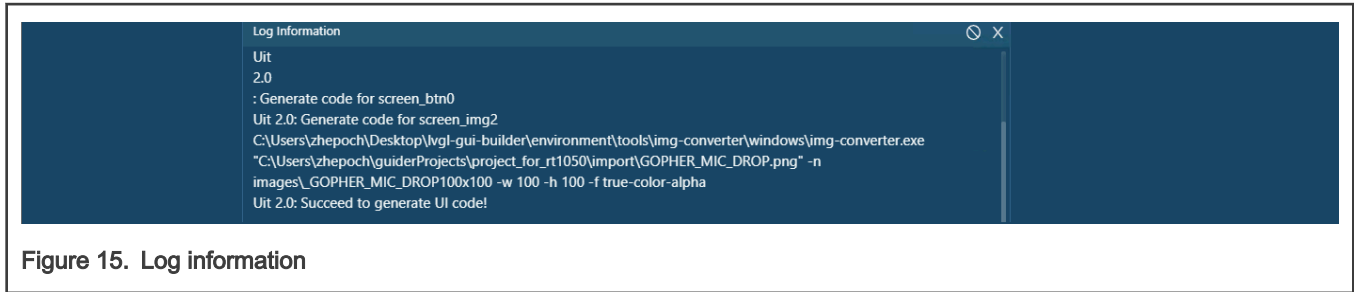 Log Information
X
Uit
2.0
: Generate code for screen_btn0
Uit 2.0: Generate code for screen_img2
C:\Users\zhepoch\Desktop\lvgl-gui-builder\environment\tools\img-converter\windows\img-converter.exe
"C:\Users\zhepoch\guiderProjects\project_for_rt1050\import\GOPHER_MIC_DROP.png" -n
images\_GOPHER_MIC_DROP100x100 -w 100 -h 100 -f true-color-alpha
Uit 2.0: Succeed to generate UI code!
Figure 15. Log information